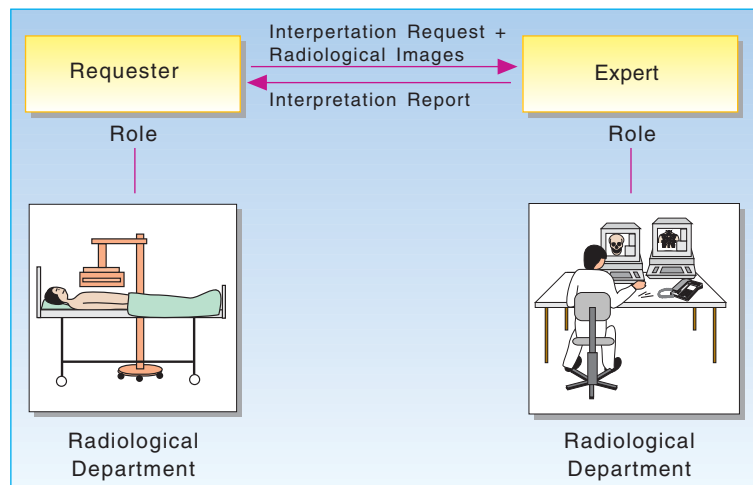 Interpertation Request +
Radiological Images
Requester
Expert
Interpretation Report
Role
Role
Radiological
Department
Radiological
Department